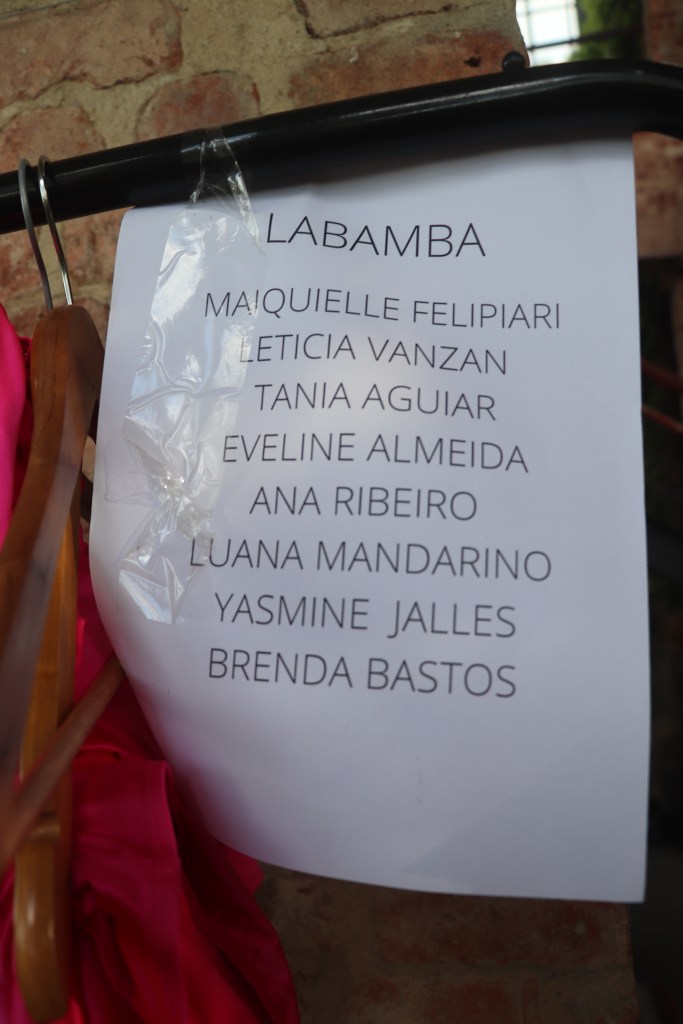 LABAMBA
MAIQUIELLE FELIPIARI
LETICIA VANZAN
TANIA AGUIAR
EVELINE ALMEIDA
ANA RIBEIRO
LUANA MANDARINO
YASMINE JALLES
BRENDA BASTOS